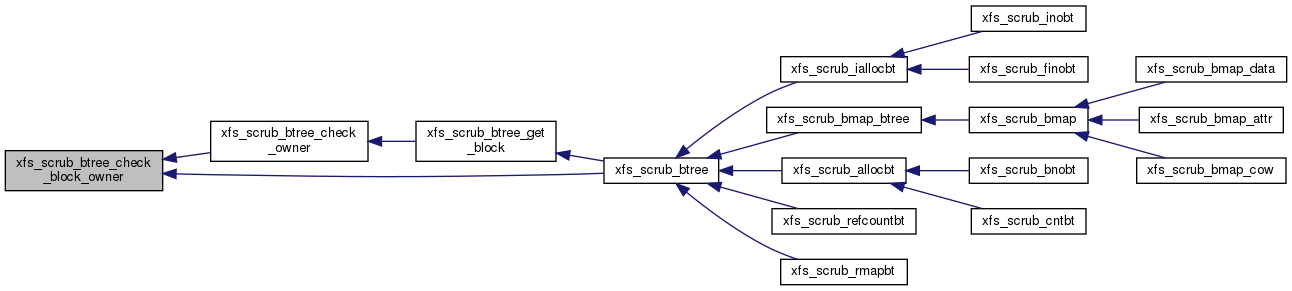 xfs_scrub_btree_check
_block_owner
xfs_scrub_btree_check
_owner
xfs_scrub_btree_get
_block
xfs_scrub_btree
xfs_scrub_iallocbt
xfs_scrub_inobt
xfs_scrub_finobt
xfs_scrub_bmap_btree
xfs_scrub_bmap
xfs_scrub_bmap_data
xfs_scrub_bmap_attr
xfs_scrub_bmap_cow
xfs_scrub_allocbt
xfs_scrub_bnobt
xfs_scrub_cntbt
xfs_scrub_refcountbt
xfs_scrub_rmapbt